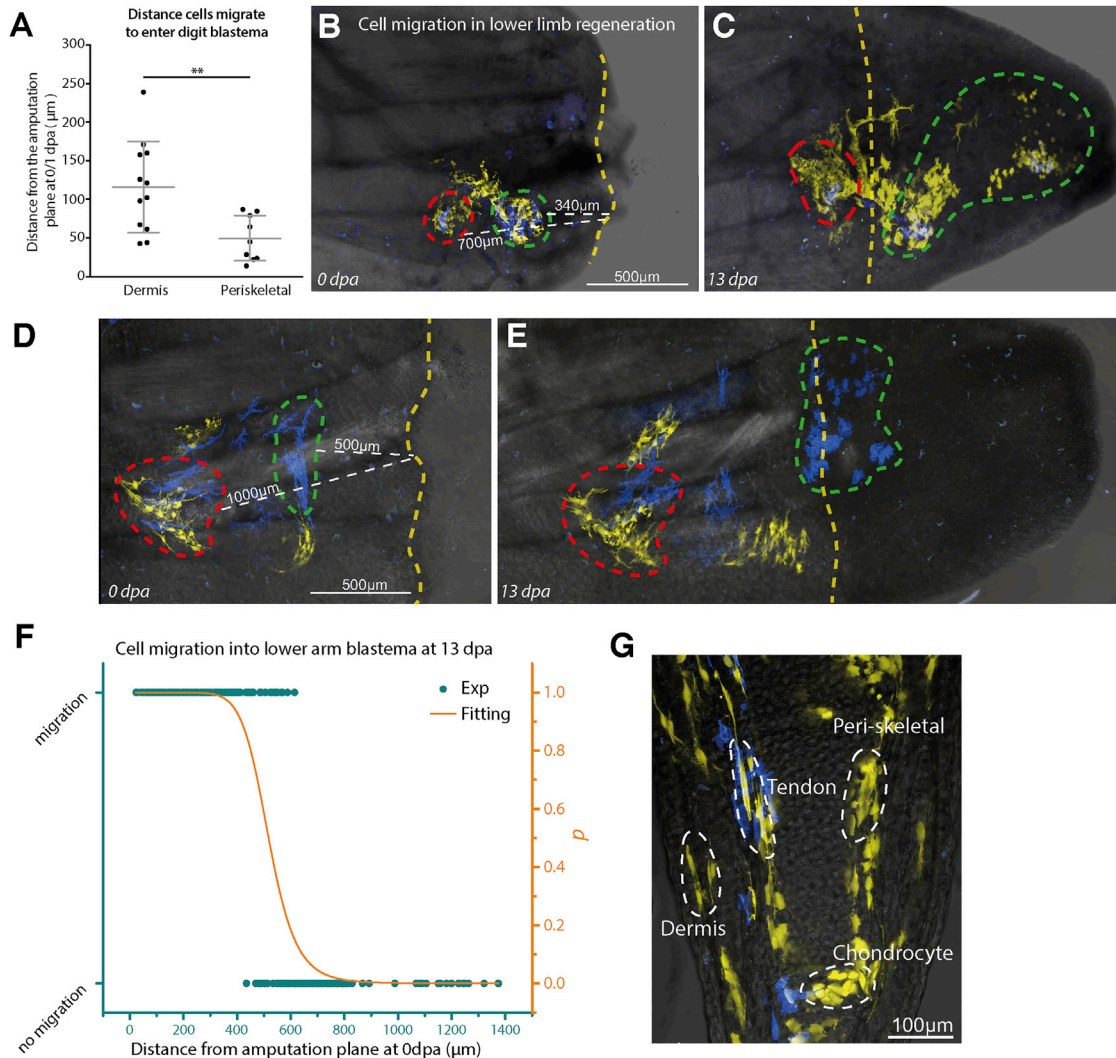 A
Distance cells migrate
to enter digit blastema
Distance from the amputation
plane at 0/1 dpa (μm)
300
250
200
150
100
50
0
**
Dermis
Periskeletal
B
Cell migration in lower limb regeneration
340μm
700μm
0 dpa
500μm
C
13 dpa
D
500μm
1000μm
0 dpa
500μm
E
13 dpa
F
Cell migration into lower arm blastema at 13 dpa
migration
no migration
Exp
Fitting
1.0
0.8
0.6
0.4
0.2
0.0
p
0
200
400
600
800
1000
1200
1400
Distance from amputation plane at 0dpa (μm)
G
Peri-skeletal
Tendon
Dermis
Chondrocyte
100μm